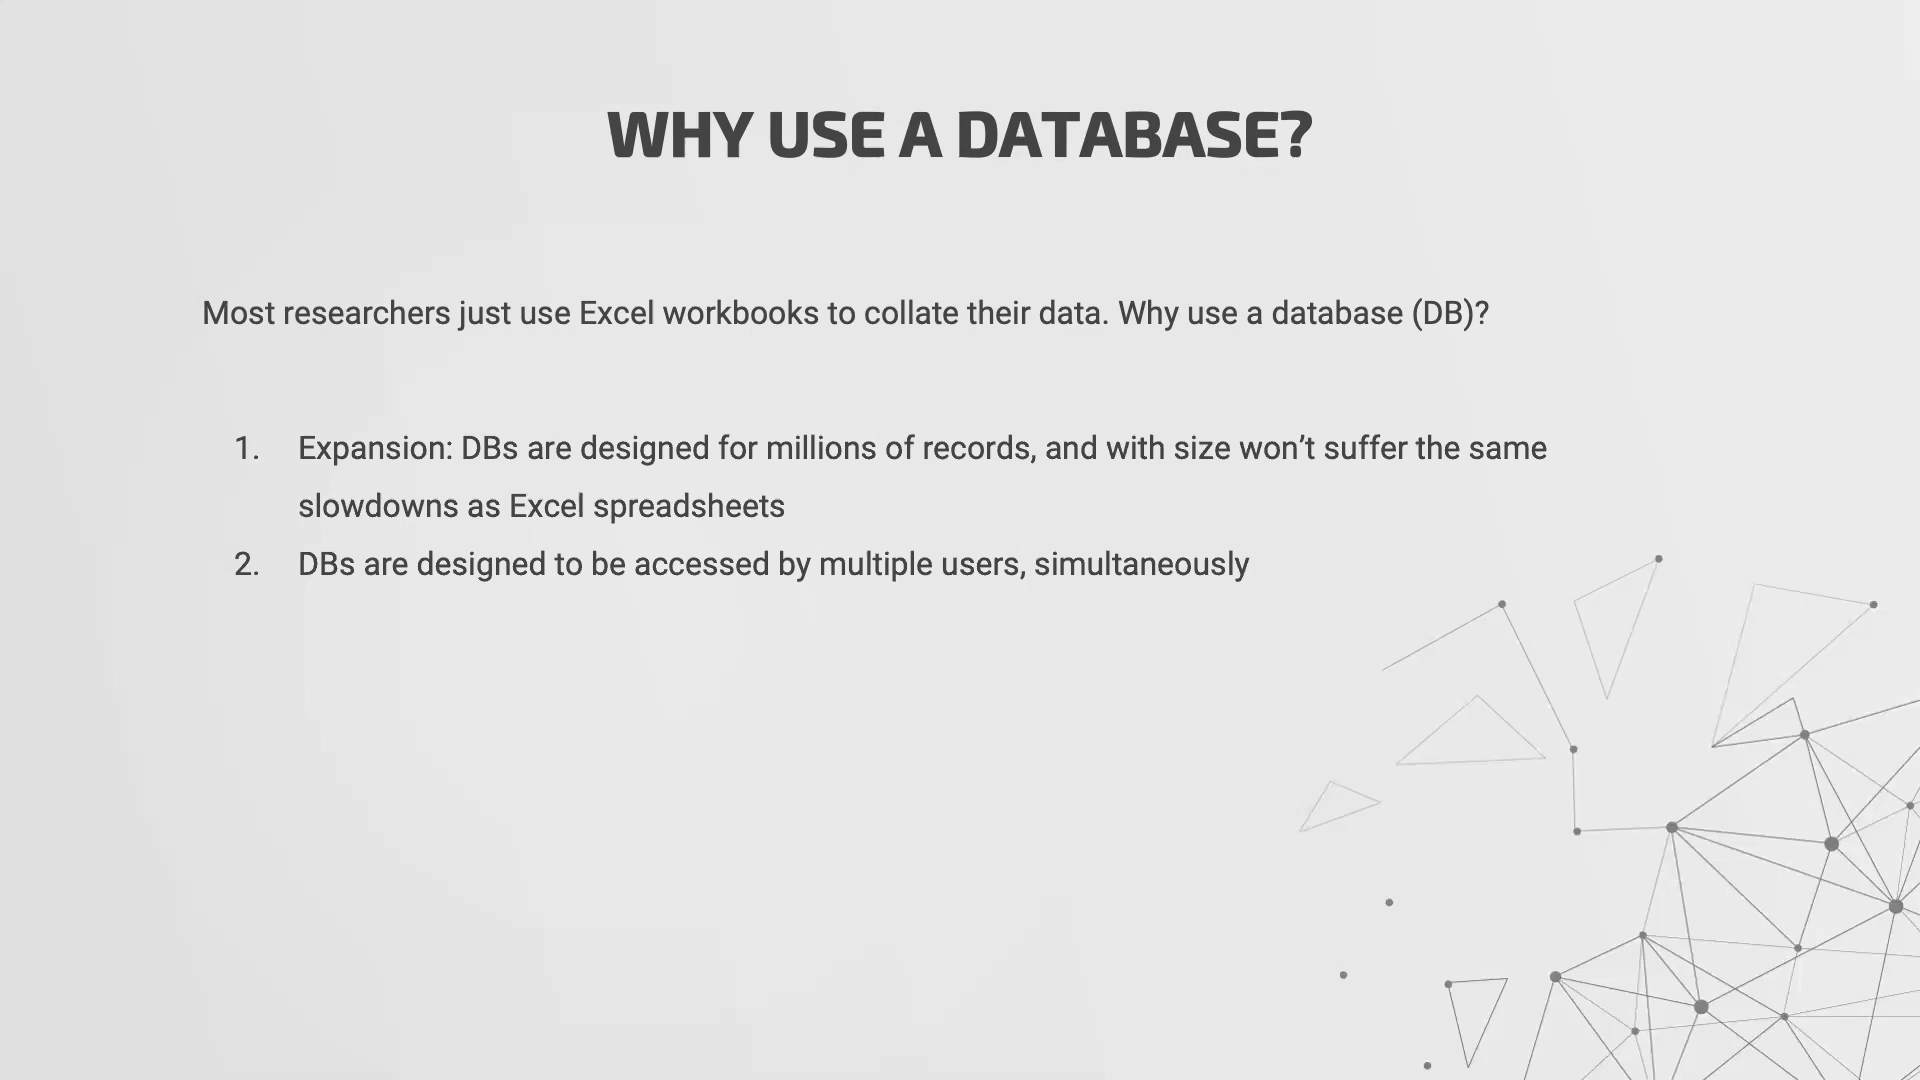 WHY USE A DATABASE?
Most researchers just use Excel workbooks to collate their data. Why use a database (DB)?
1. Expansion: DBs are designed for millions of records, and with size won’t suffer the same
slowdowns as Excel spreadsheets
2. DBs are designed to be accessed by multiple users, simultaneously